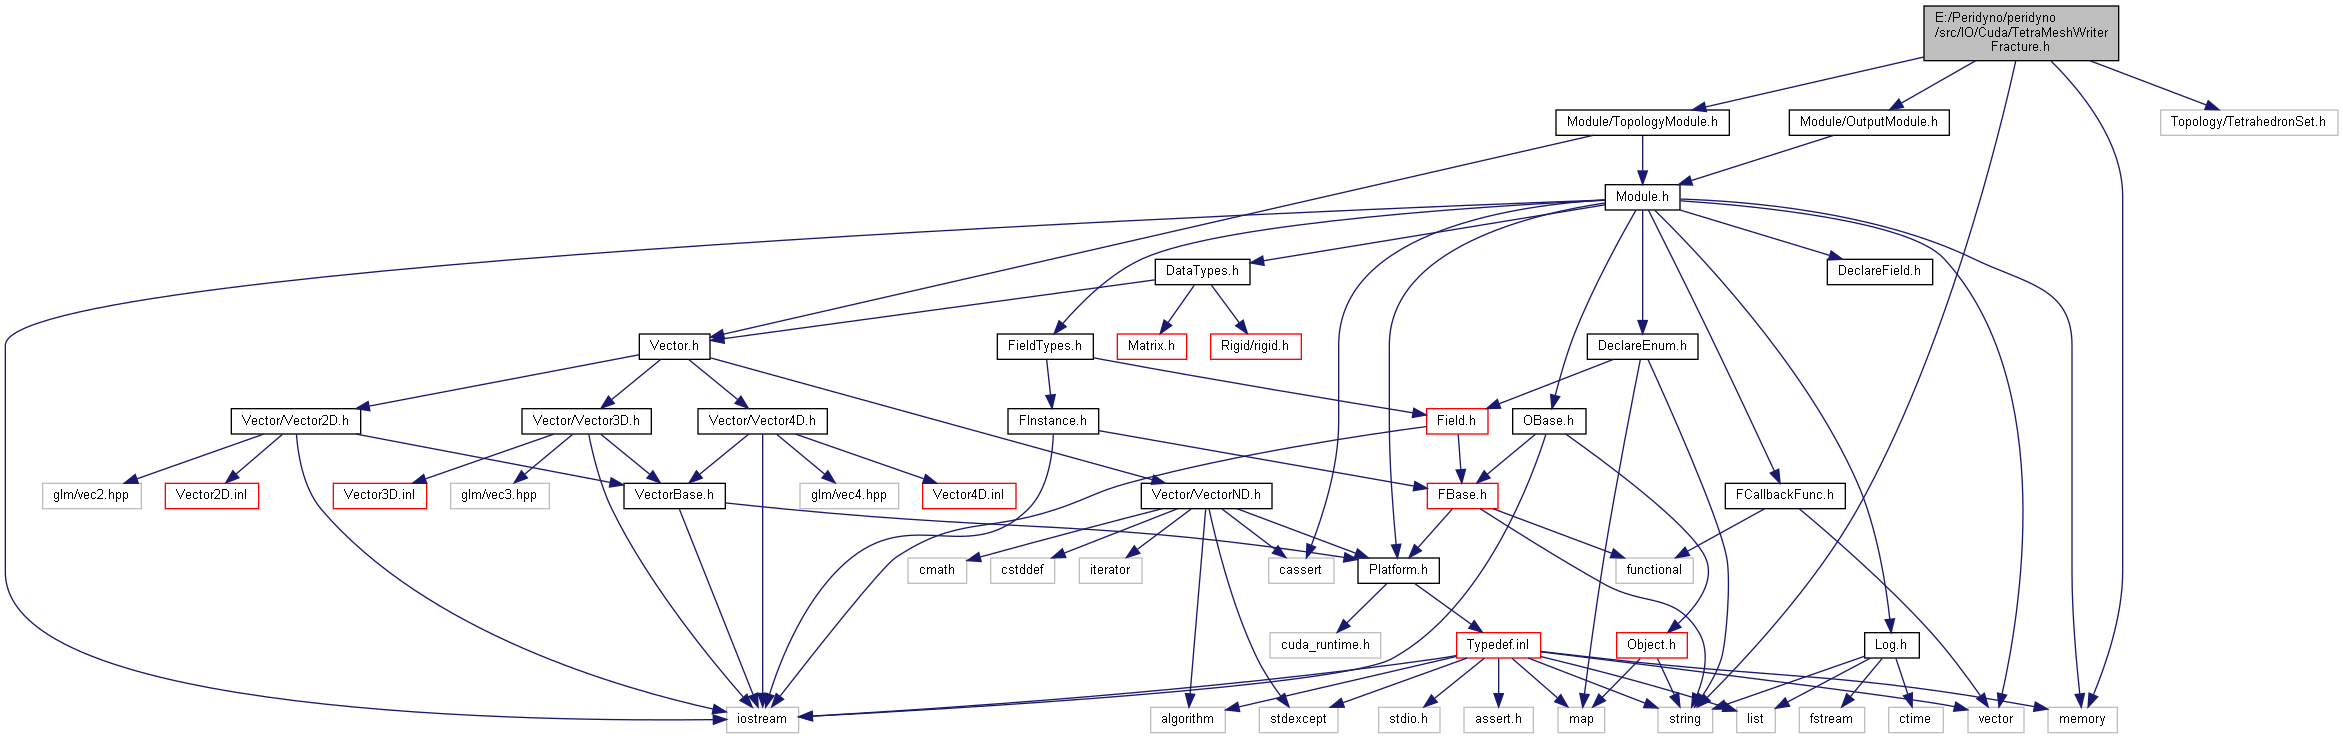 E:/Peridyno/peridyno
/src/IO/Cuda/TetraMeshWriter
Fracture.h
Module/TopologyModule.h
Module/OutputModule.h
Topology/TetrahedronSet.h
Module.h
DataTypes.h
DeclareField.h
Vector.h
FieldTypes.h
Matrix.h
Rigid/rigid.h
DeclareEnum.h
Vector/Vector2D.h
Vector/Vector3D.h
Vector/Vector4D.h
FInstance.h
Field.h
OBase.h
glm/vec2.hpp
Vector2D.inl
Vector3D.inl
glm/vec3.hpp
VectorBase.h
glm/vec4.hpp
Vector4D.inl
Vector/VectorND.h
FBase.h
FCallbackFunc.h
cmath
cstddef
iterator
cassert
Platform.h
functional
cuda_runtime.h
Typedef.inl
Object.h
Log.h
iostream
algorithm
stdexcept
stdio.h
assert.h
map
string
list
fstream
ctime
vector
memory